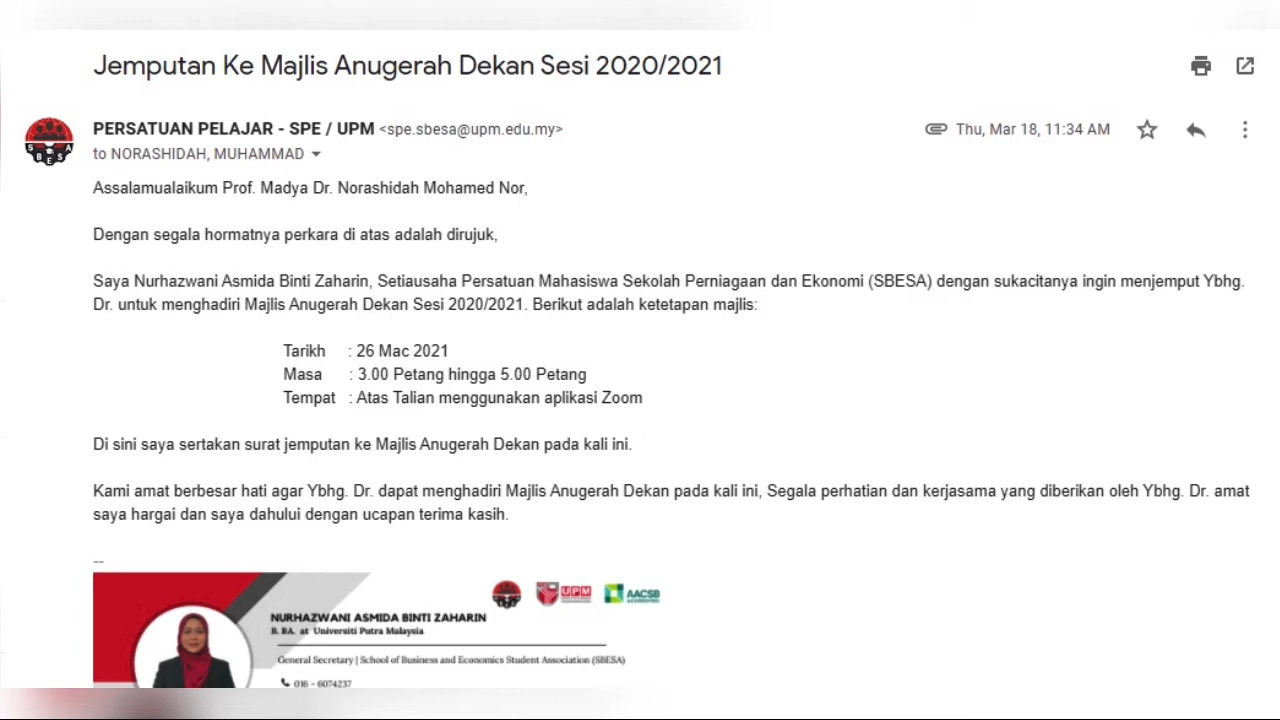 Jemputan Ke Majlis Anugerah Dekan Sesi 2020/2021
PERSATUAN PELAJAR - SPE / UPM <spe.sbesa@upm.edu.my>
Thu, Mar 18, 11:34 AM
to NORASHIDAH, MUHAMMAD
SBESA
Assalamualaikum Prof. Madya Dr. Norashidah Mohamed Nor,
Dengan segala hormatnya perkara di atas adalah dirujuk,
Saya Nurhazwani Asmida Binti Zaharin, Setiausaha Persatuan Mahasiswa Sekolah Perniagaan dan Ekonomi (SBESA) dengan sukacitanya ingin menjemput Ybhg.
Dr. untuk menghadiri Majlis Anugerah Dekan Sesi 2020/2021. Berikut adalah ketetapan majlis:
Tarikh : 26 Mac 2021
Masa : 3.00 Petang hingga 5.00 Petang
Tempat : Atas Talian menggunakan aplikasi Zoom
Di sini saya sertakan surat jemputan ke Majlis Anugerah Dekan pada kali ini.
Kami amat berbesar hati agar Ybhg. Dr. dapat menghadiri Majlis Anugerah Dekan pada kali ini, Segala perhatian dan kerjasama yang diberikan oleh Ybhg. Dr. amat
saya hargai dan saya dahului dengan ucapan terima kasih.
--
UPM
AACSB
ACCREDITED
NURHAZWANI ASMIDA BINTI ZAHARIN
B. BA. at Universiti Putra Malaysia
General Secretary | School of Business and Economics Student Association (SBESA)
016 - 6074237